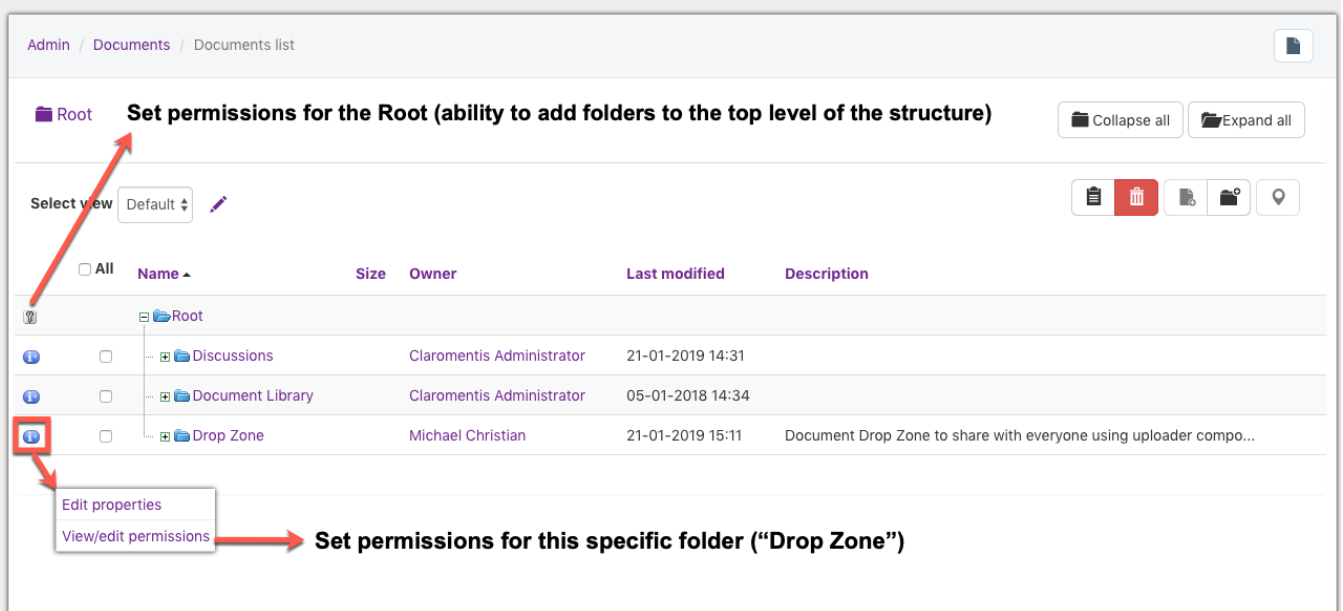 Admin / Documents / Documents list
Root Set permissions for the Root (ability to add folders to the top level of the structure) Collapse all Expand all
Select view Default
All Name Size Owner Last modified Description
Root
Discussions Claromentis Administrator 21-01-2019 14:31
Document Library Claromentis Administrator 05-01-2018 14:34
Drop Zone Michael Christian 21-01-2019 15:11 Document Drop Zone to share with everyone using uploader compo...
Edit properties
View/edit permissions Set permissions for this specific folder (“Drop Zone”)